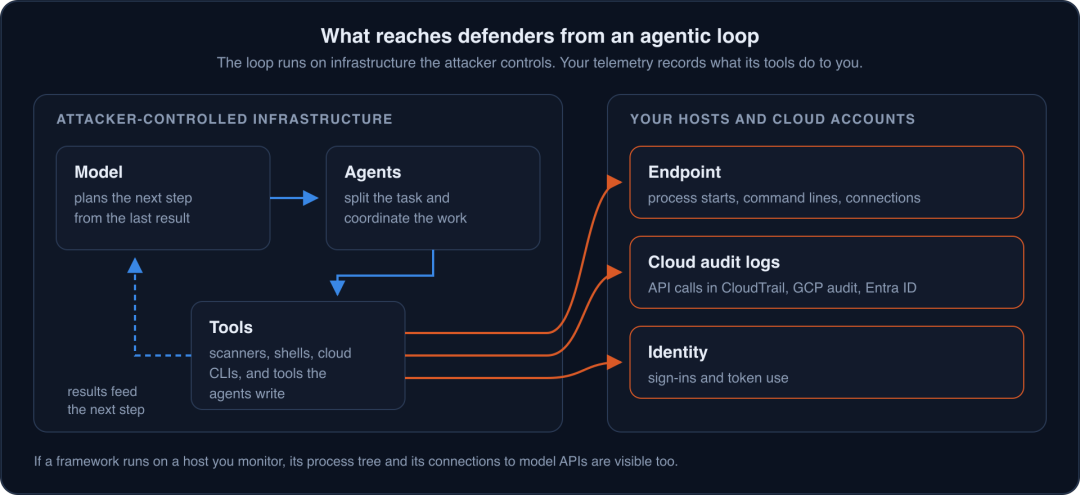 What reaches defenders from an agentic loop
The loop runs on infrastructure the attacker controls. Your telemetry records what its tools do to you.
ATTACKER-CONTROLLED INFRASTRUCTURE
Model
plans the next step
from the last result
Agents
split the task and
coordinate the work
Tools
scanners, shells, cloud
CLIs, and tools the
agents write
results feed
the next step
YOUR HOSTS AND CLOUD ACCOUNTS
Endpoint
process starts, command lines, connections
Cloud audit logs
API calls in CloudTrail, GCP audit, Entra ID
Identity
sign-ins and token use
If a framework runs on a host you monitor, its process tree and its connections to model APIs are visible too.